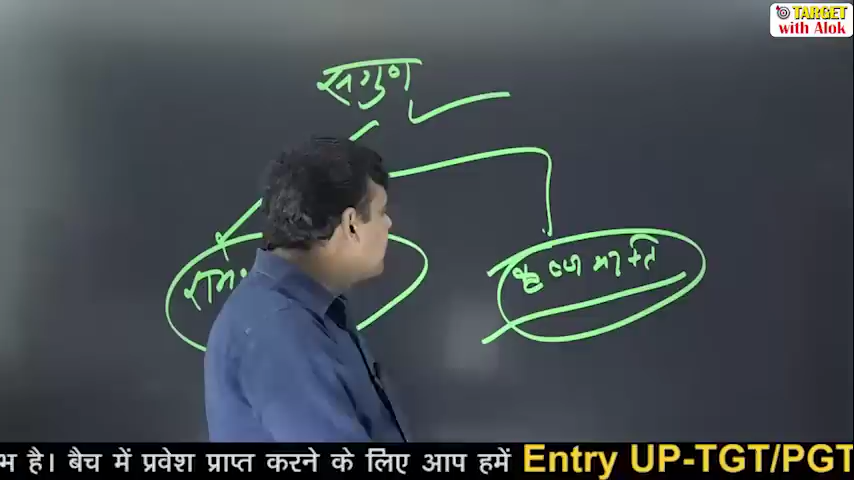 TARGET
with Alok
सगुण
राम
कृष्ण भक्ति
भ है। बैच में प्रवेश प्राप्त करने के लिए आप हमें Entry UP-TGT/PGT